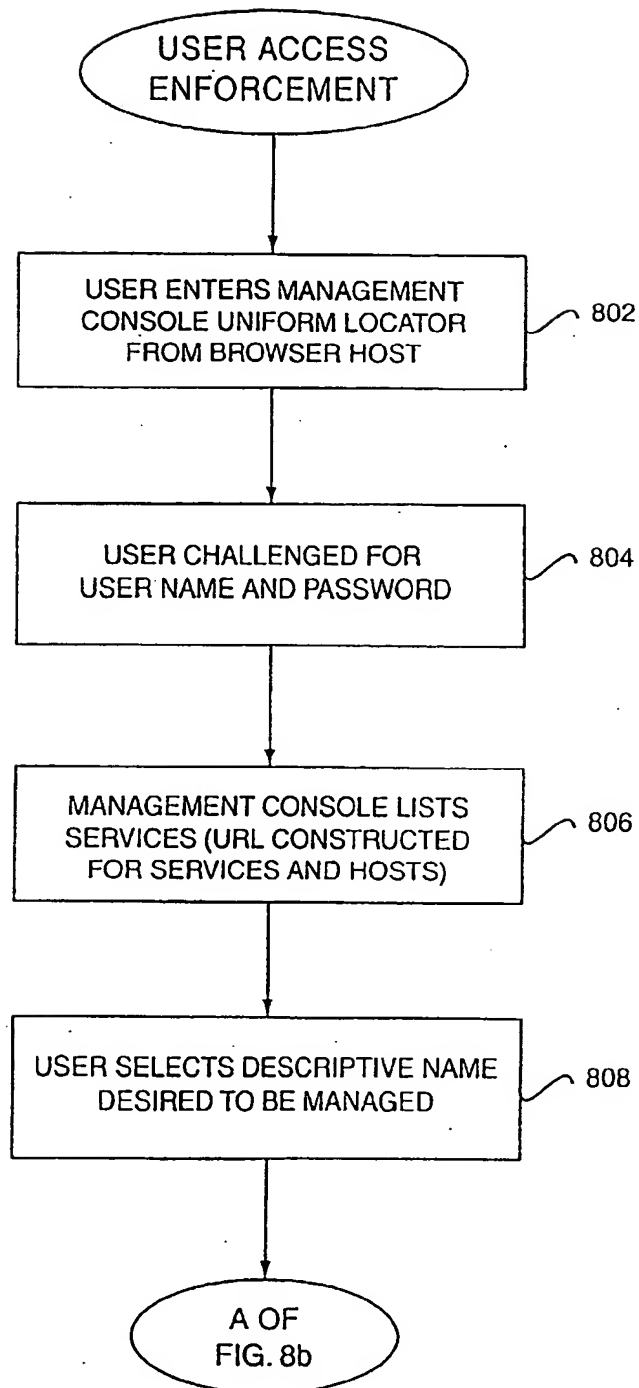 USER ACCESS
ENFORCEMENT
USER ENTERS MANAGEMENT
CONSOLE UNIFORM LOCATOR
FROM BROWSER HOST
802
USER CHALLENGED FOR
USER NAME AND PASSWORD
804
MANAGEMENT CONSOLE LISTS
SERVICES (URL CONSTRUCTED
FOR SERVICES AND HOSTS)
806
USER SELECTS DESCRIPTIVE NAME
DESIRED TO BE MANAGED
808
A OF
FIG. 8b